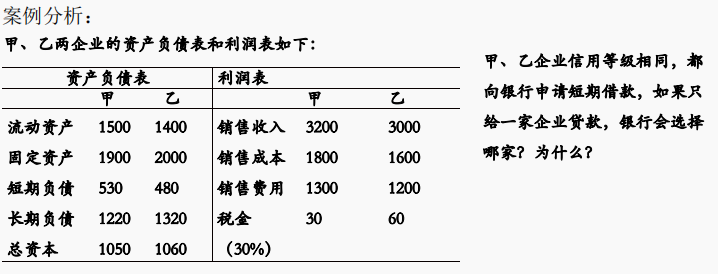 案例分析：
甲、乙两企业的资产负债表和利润表如下：
资产负债表 利润表
甲 乙 甲 乙
流动资产 1500 1400 销售收入 3200 3000
固定资产 1900 2000 销售成本 1800 1600
短期负债 530 480 销售费用 1300 1200
长期负债 1220 1320 税金 30 60
总资本 1050 1060 （30%）
甲、乙企业信用等级相同，都
向银行申请短期借款，如果只
给一家企业贷款，银行会选择
哪家？为什么？